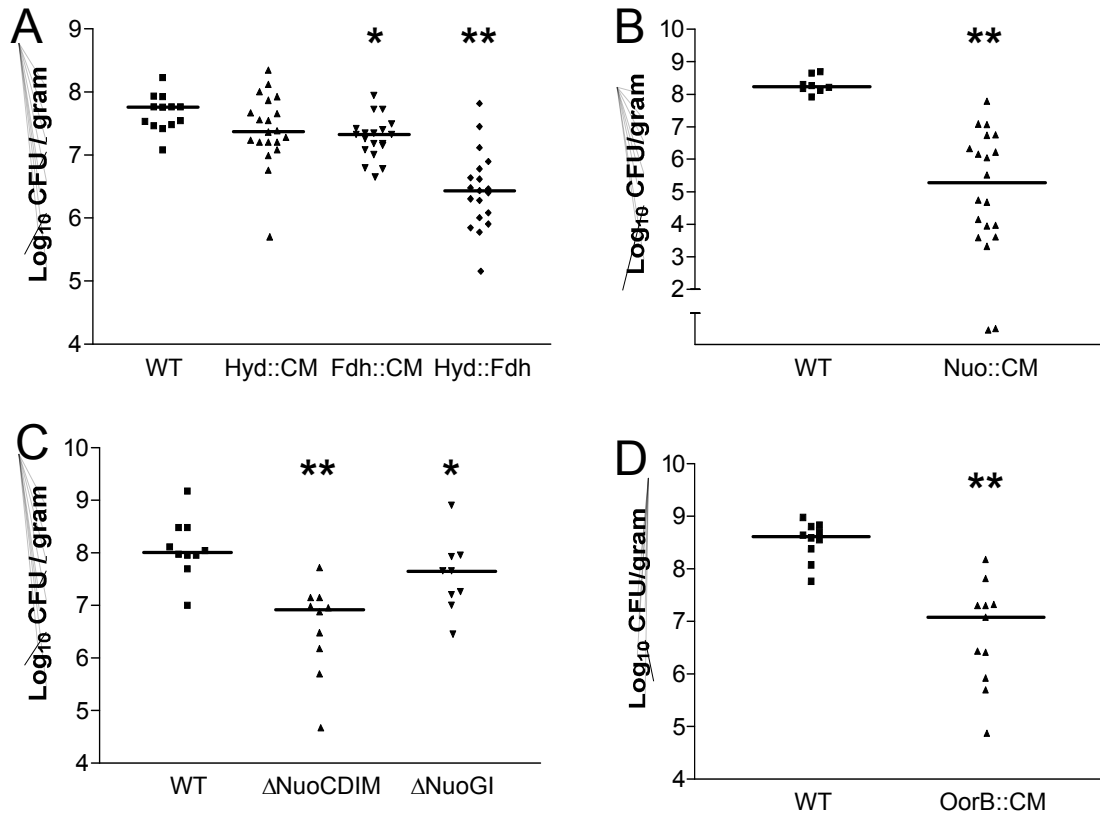 A
Log10 CFU / gram
9
8
7
6
5
4
* **
WT Hyd::CM Fdh::CM Hyd::Fdh
B
Log10 CFU/gram
10
9
8
7
6
5
4
3
2
**
WT Nuo::CM
C
Log10 CFU / gram
10
9
8
7
6
5
4
** *
WT ΔNuoCDIM ΔNuoGI
D
Log10 CFU/gram
10
9
8
7
6
5
4
**
WT OorB::CM